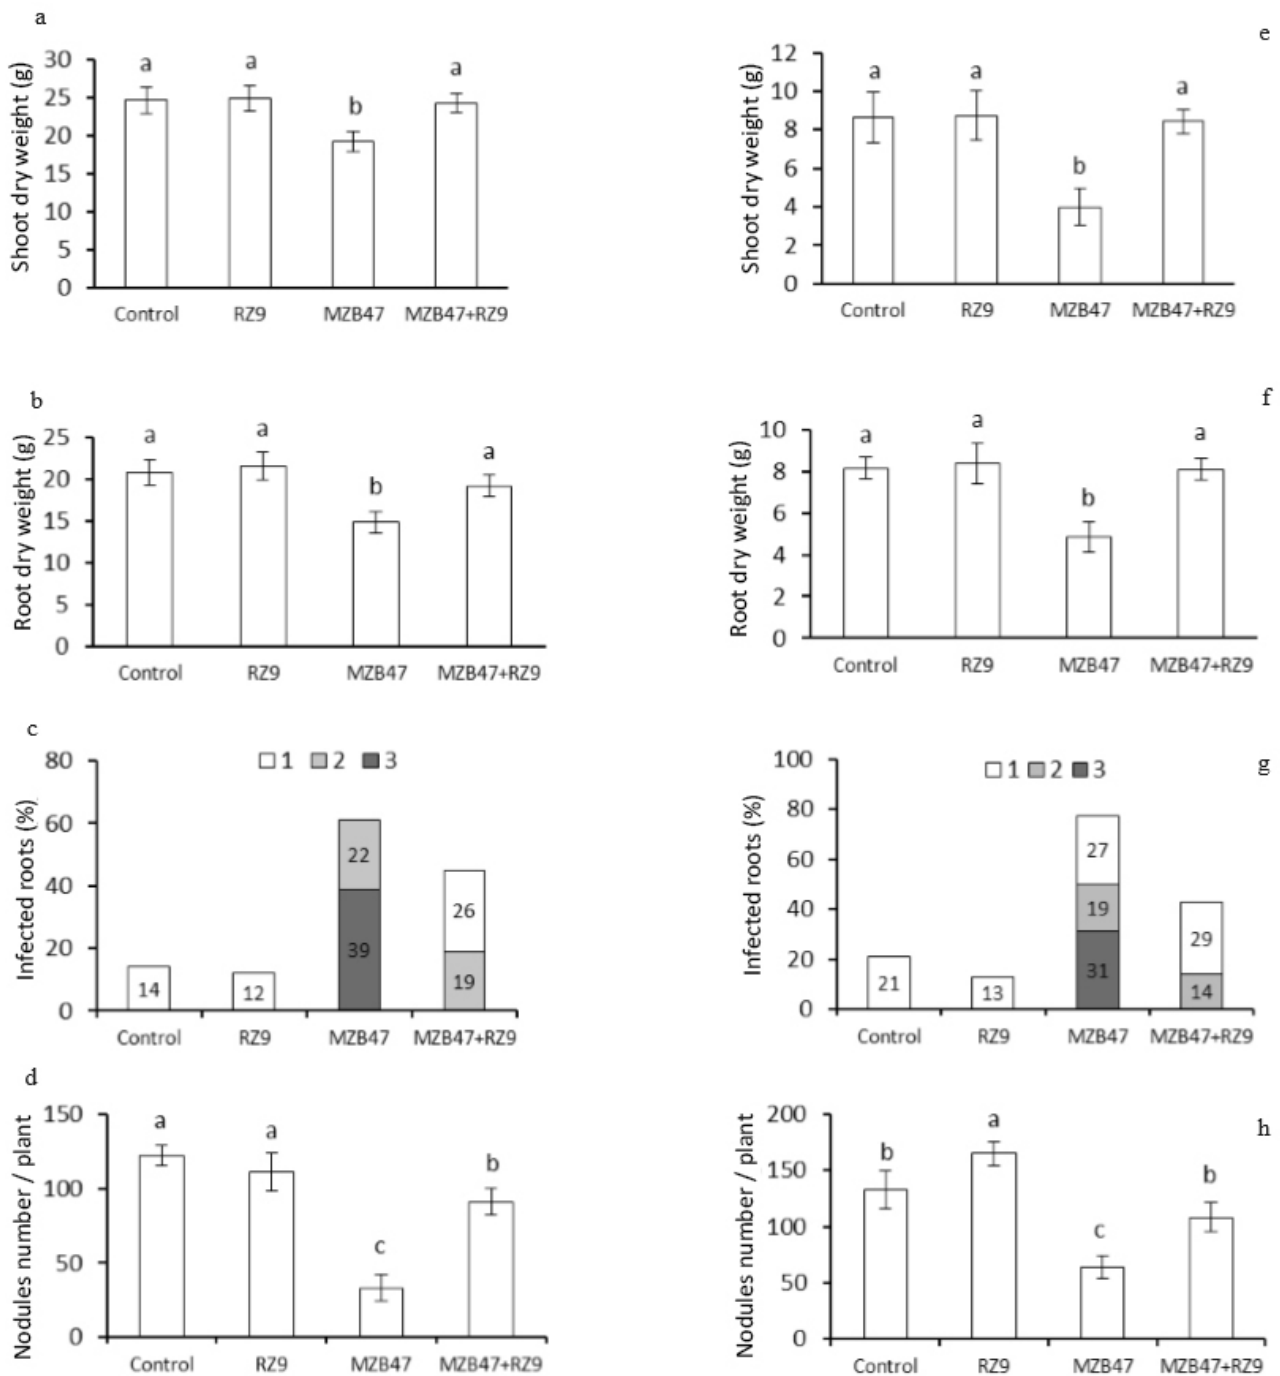 a
Shoot dry weight (g)
30
25
20
15
10
5
0
a
a
b
a
Control RZ9 MZB47 MZB47+RZ9
e
Shoot dry weight (g)
12
10
8
6
4
2
0
a
a
b
a
Control RZ9 MZB47 MZB47+RZ9
b
Root dry weight (g)
25
20
15
10
5
0
a
a
b
a
Control RZ9 MZB47 MZB47+RZ9
f
Root dry weight (g)
10
8
6
4
2
0
a
a
b
a
Control RZ9 MZB47 MZB47+RZ9
c
Infected roots (%)
80
60
40
20
0
1 2 3
14
12
22
39
26
19
Control RZ9 MZB47 MZB47+RZ9
g
Infected roots (%)
100
80
60
40
20
0
1 2 3
21
13
27
19
31
29
14
Control RZ9 MZB47 MZB47+RZ9
d
Nodules number / plant
150
100
50
0
a
a
c
b
Control RZ9 MZB47 MZB47+RZ9
h
Nodules number / plant
200
150
100
50
0
b
a
c
b
Control RZ9 MZB47 MZB47+RZ9